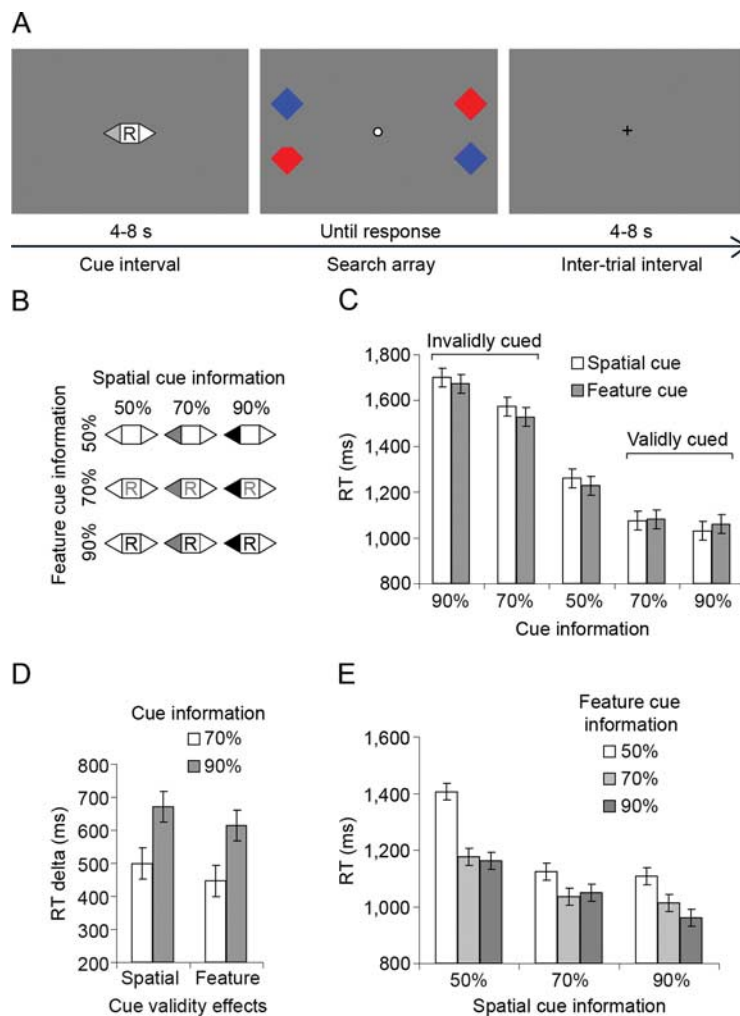 A
R
4-8 s Until response 4-8 s
Cue interval Search array Inter-trial interval
B
Spatial cue information
50% 70% 90%
Feature cue information
50%
70%
90%
R R R
R R R
C
Invalidly cued
Spatial cue
Feature cue
Validly cued
RT (ms)
1,800
1,600
1,400
1,200
1,000
800
90% 70% 50% 70% 90%
Cue information
D
Cue information
70%
90%
RT delta (ms)
800
700
600
500
400
300
200
Spatial Feature
Cue validity effects
E
Feature cue
information
50%
70%
90%
RT (ms)
1,600
1,400
1,200
1,000
800
50% 70% 90%
Spatial cue information